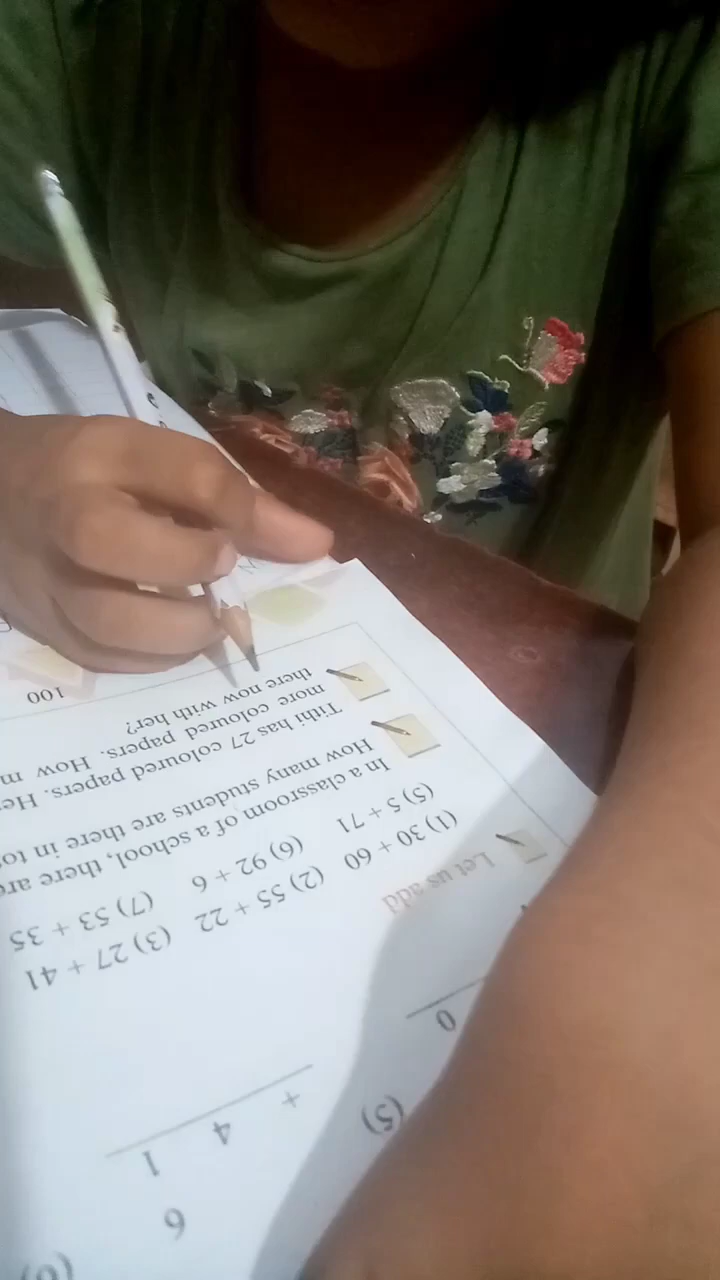 6
+ 4 1
(5)
0
Let us add
(1) 30 + 60 (2) 55 + 22 (3) 27 + 41
(5) 5 + 71 (6) 92 + 6 (7) 53 + 35
In a classroom of a school, there are
How many students are there in
Tithi has 27 coloured papers.
more coloured papers. How
there now with her?
100